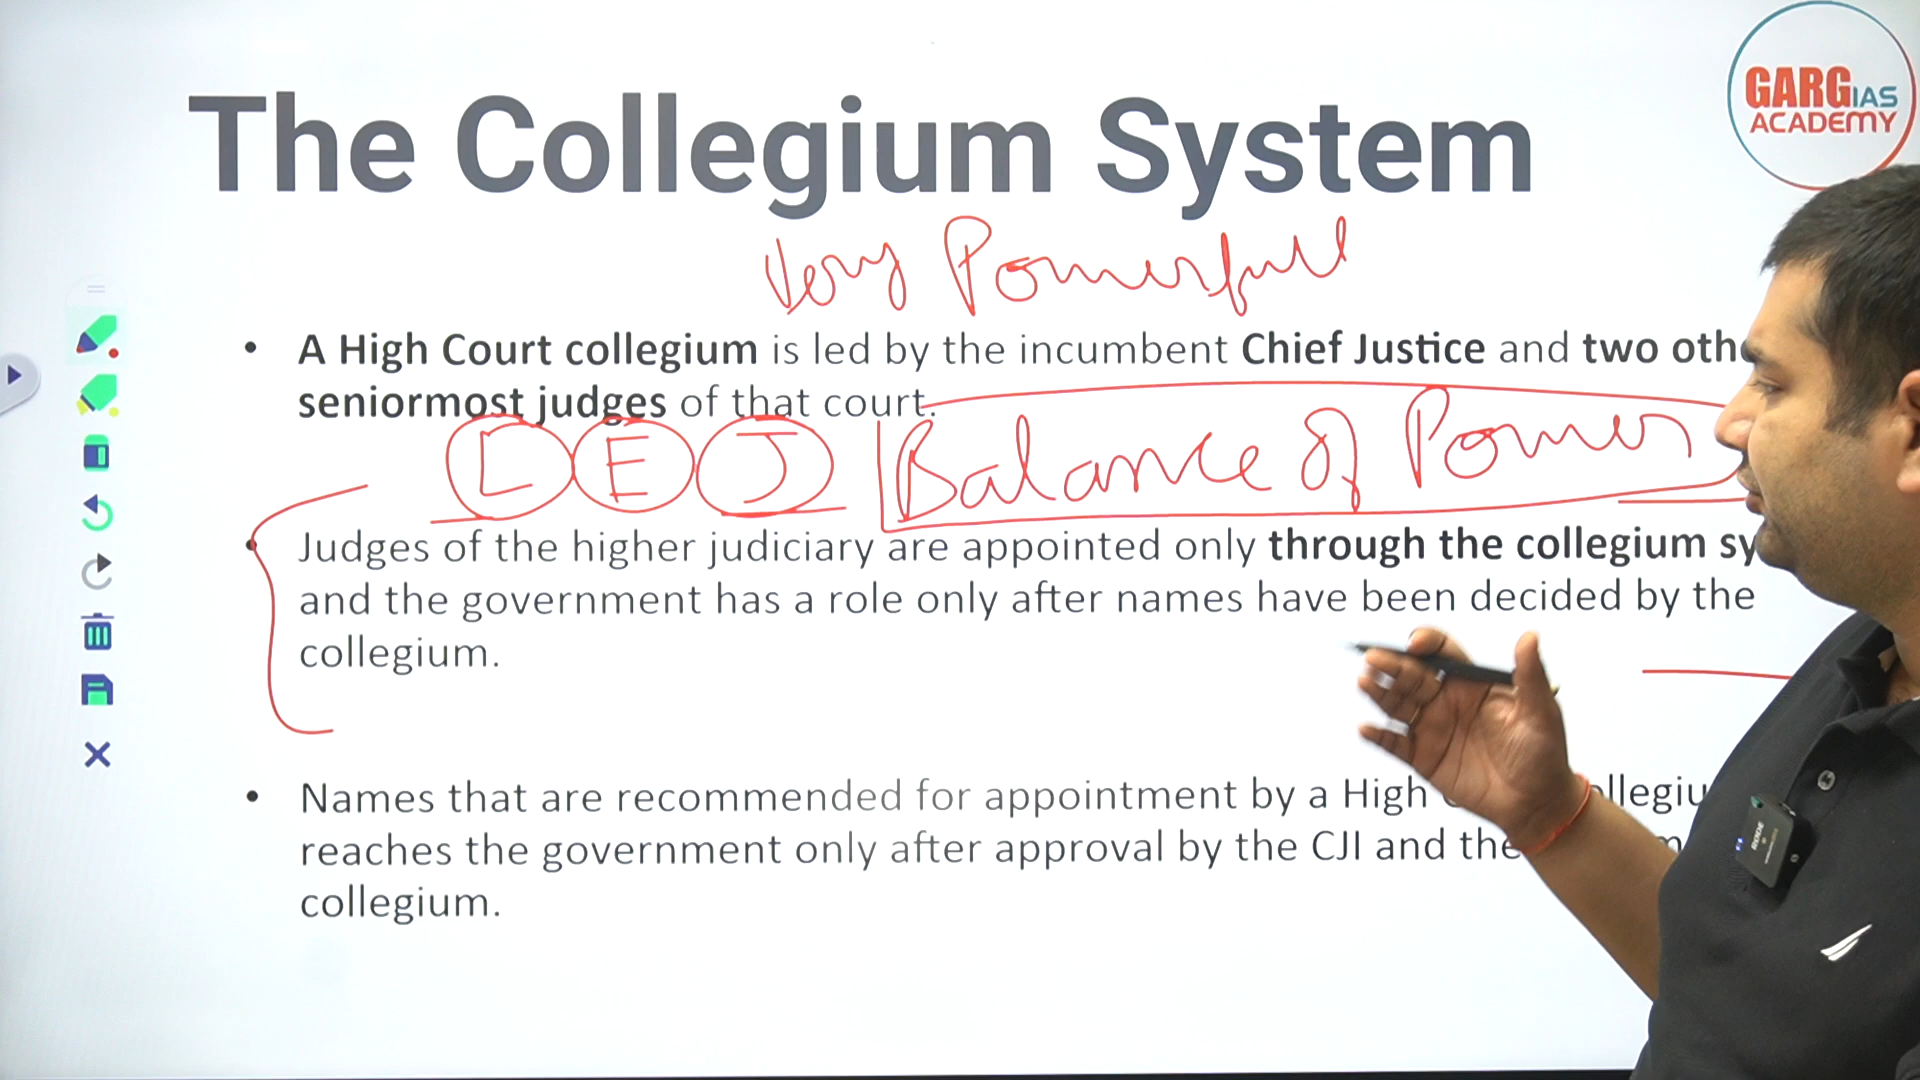 GARG IAS
ACADEMY
The Collegium System
Very Powerfull
• A High Court collegium is led by the incumbent Chief Justice and two oth
seniormost judges of that court.
L E J Balance of Power
• Judges of the higher judiciary are appointed only through the collegium sy
and the government has a role only after names have been decided by the
collegium.
• Names that are recommended for appointment by a High llegiu
reaches the government only after approval by the CJI and the
collegium.
RODE